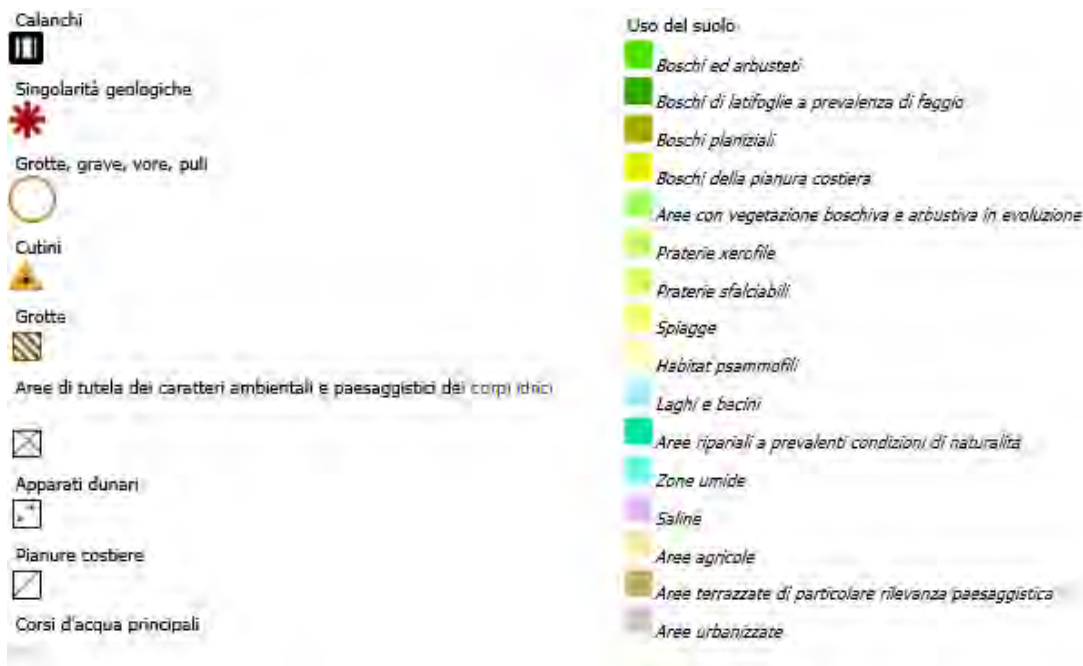 Calanchi
Singolarità geologiche
Grotte, grave, vore, puli
Cutini
Grotte
Aree di tutela dei caratteri ambientali e paesaggistici dei corpi idrici
Apparati dunari
Pianure costiere
Corsi d'acqua principali
Uso del suolo
Boschi ed arbusteti
Boschi di latifoglie a prevalenza di faggio
Boschi planiziali
Boschi della pianura costiera
Aree con vegetazione boschiva e arbustiva in evoluzione
Praterie xerofile
Praterie sfalciabili
Spiagge
Habitat psammofili
Laghi e bacini
Aree ripariali a prevalenti condizioni di naturalità
Zone umide
Saline
Aree agricole
Aree terrazzate di particolare rilevanza paesaggistica
Aree urbanizzate